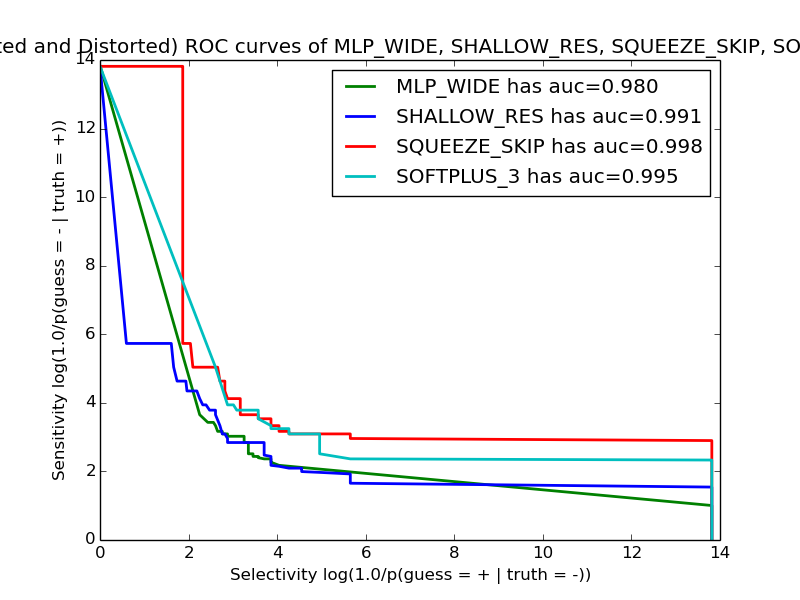 ted and Distorted) ROC curves of MLP_WIDE, SHALLOW_RES, SQUEEZE_SKIP, SO
MLP_WIDE has auc=0.980
SHALLOW_RES has auc=0.991
SQUEEZE_SKIP has auc=0.998
SOFTPLUS_3 has auc=0.995
Sensitivity log(1.0/p(guess = - | truth = +))
14
12
10
8
6
4
2
0
0 2 4 6 8 10 12 14
Selectivity log(1.0/p(guess = + | truth = -))